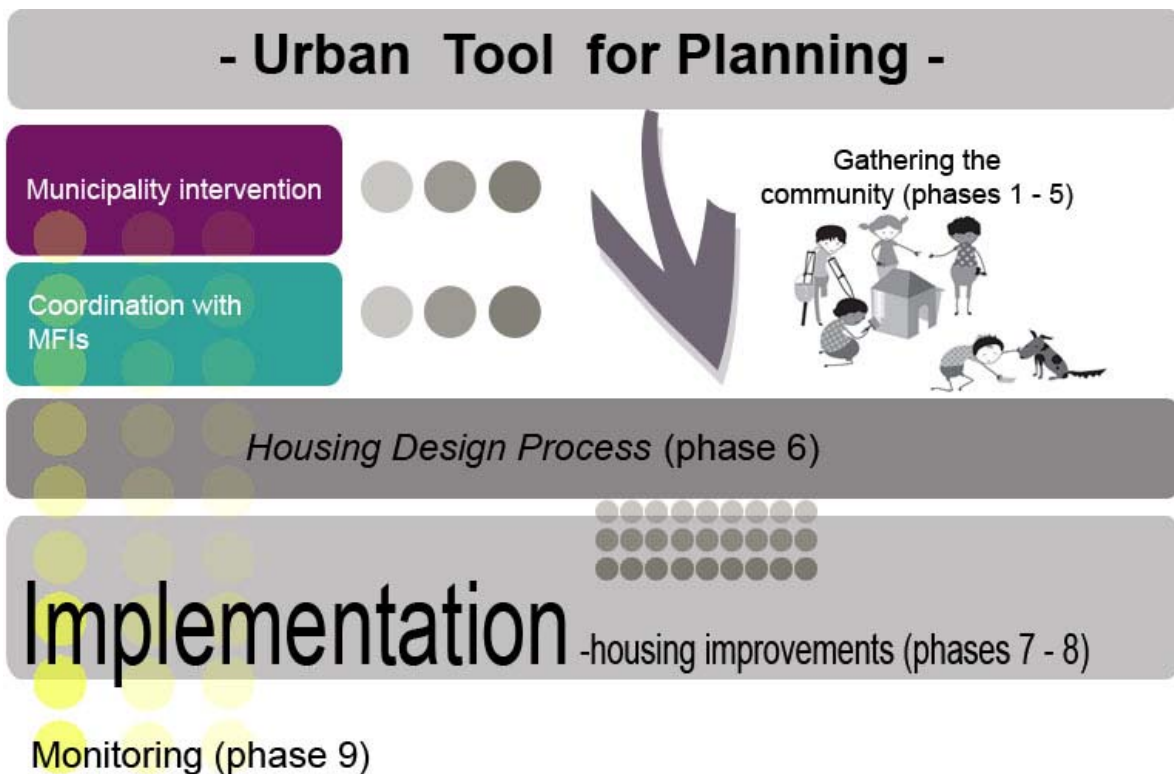 - Urban Tool for Planning -
Municipality intervention
Gathering the
community (phases 1 - 5)
Coordination with
MFIs
Housing Design Process (phase 6)
Implementation -housing improvements (phases 7 - 8)
Monitoring (phase 9)